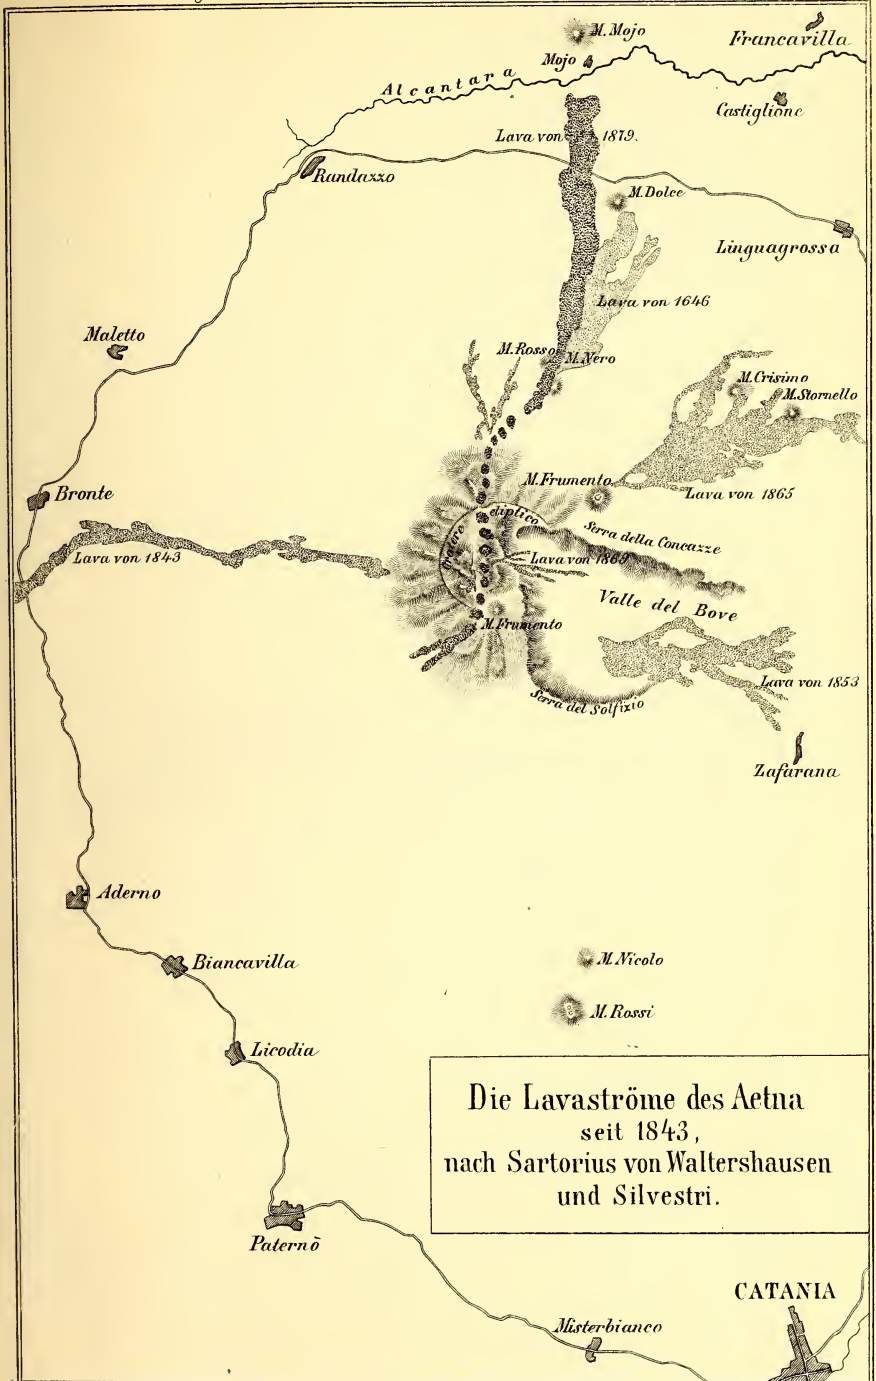 M. Mojo
Francavilla
Mojo
Alcantara
Castiglione
Lava von 1879.
Randazzo
M. Dolce
Linguagrossa
Lava von 1646
Maletto
M. Rosso
M. Nero
M. Crisimo
M. Stornello
M. Frumento
Bronte
Lava von 1865
Cratero eliptico
Serra della Concazze
Lava von 1843
Lava von 1869
Valle del Bove
M. Frumento
Lava von 1853
Serra del Solfizio
Zafarana
Aderno
M. Nicolo
Biancavilla
M. Rossi
Licodia
Die Lavaströme des Aetna
seit 1843,
nach Sartorius von Waltershausen
und Silvestri.
Paternò
CATANIA
Misterbianco